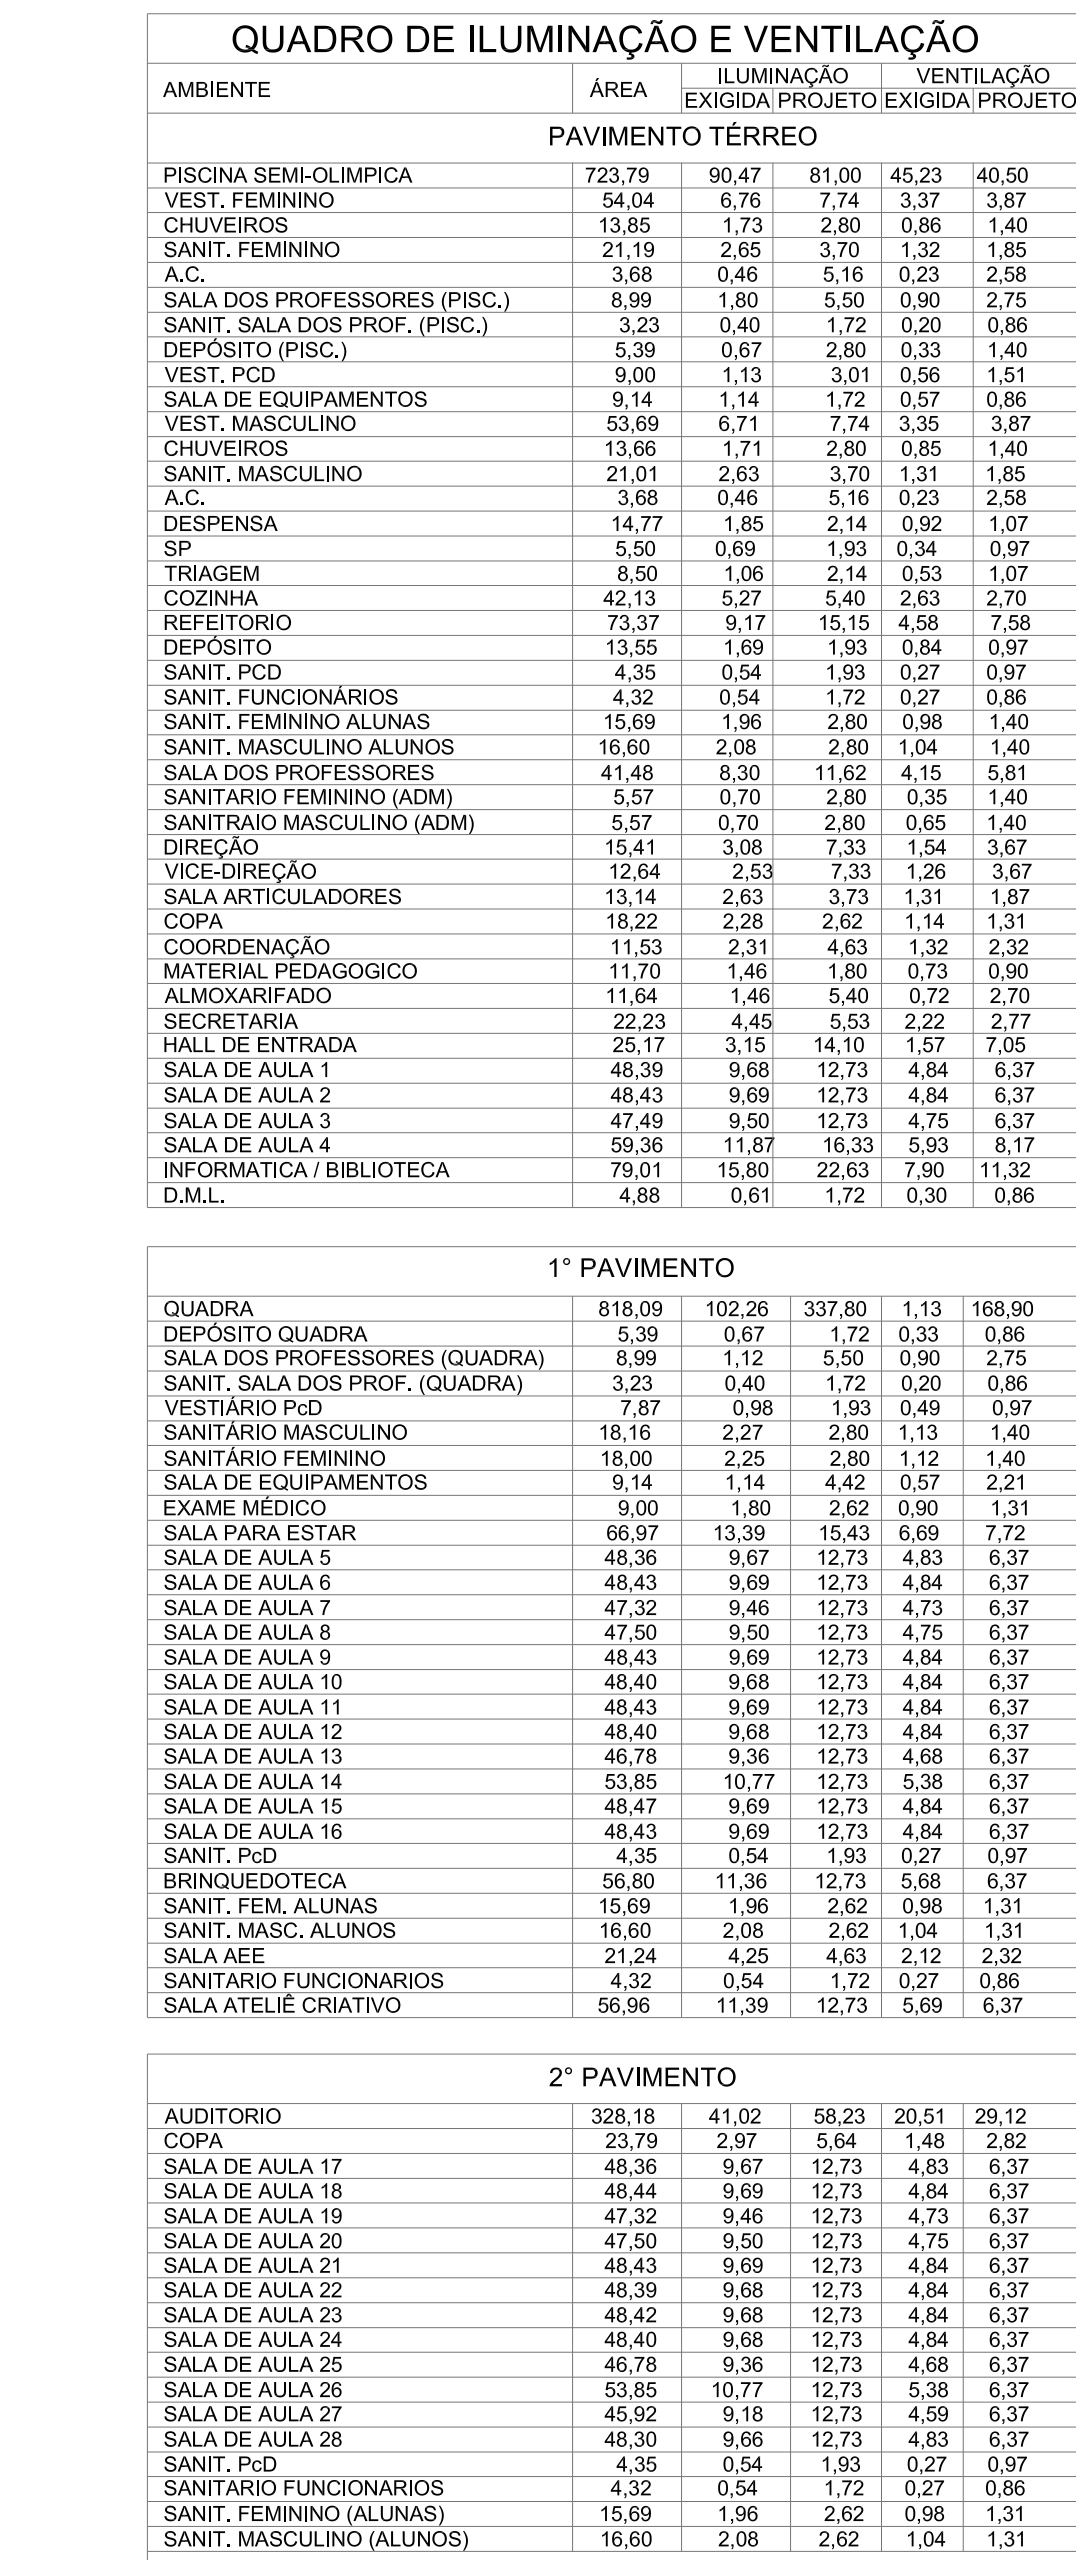 QUADRO DE ILUMINAÇÃO E VENTILAÇÃO
AMBIENTE ÁREA ILUMINAÇÃO VENTILAÇÃO
EXIGIDA PROJETO EXIGIDA PROJETO
PAVIMENTO TÉRREO
PISCINA SEMI-OLIMPICA 723,79 90,47 81,00 45,23 40,50
VEST. FEMININO 54,04 6,76 7,74 3,37 3,87
CHUVEIROS 13,85 1,73 2,80 0,86 1,40
SANIT. FEMININO 21,19 2,65 3,70 1,32 1,85
A.C. 3,68 0,46 5,16 0,23 2,58
SALA DOS PROFESSORES (PISC.) 8,99 1,80 5,50 0,90 2,75
SANIT. SALA DOS PROF. (PISC.) 3,23 0,40 1,72 0,20 0,86
DEPÓSITO (PISC.) 5,39 0,67 2,80 0,33 1,40
VEST. PCD 9,00 1,13 3,01 0,56 1,51
SALA DE EQUIPAMENTOS 9,14 1,14 1,72 0,57 0,86
VEST. MASCULINO 53,69 6,71 7,74 3,35 3,87
CHUVEIROS 13,66 1,71 2,80 0,85 1,40
SANIT. MASCULINO 21,01 2,63 3,70 1,31 1,85
A.C. 3,68 0,46 5,16 0,23 2,58
DESPENSA 14,77 1,85 2,14 0,92 1,07
SP 5,50 0,69 1,93 0,34 0,97
TRIAGEM 8,50 1,06 2,14 0,53 1,07
COZINHA 42,13 5,27 5,40 2,63 2,70
REFEITORIO 73,37 9,17 15,15 4,58 7,58
DEPÓSITO 13,55 1,69 1,93 0,84 0,97
SANIT. PCD 4,35 0,54 1,93 0,27 0,97
SANIT. FUNCIONÁRIOS 4,32 0,54 1,72 0,27 0,86
SANIT. FEMININO ALUNAS 15,69 1,96 2,80 0,98 1,40
SANIT. MASCULINO ALUNOS 16,60 2,08 2,80 1,04 1,40
SALA DOS PROFESSORES 41,48 8,30 11,62 4,15 5,81
SANITARIO FEMININO (ADM) 5,57 0,70 2,80 0,35 1,40
SANITRAIO MASCULINO (ADM) 5,57 0,70 2,80 0,65 1,40
DIREÇÃO 15,41 3,08 7,33 1,54 3,67
VICE-DIREÇÃO 12,64 2,53 7,33 1,26 3,67
SALA ARTICULADORES 13,14 2,63 3,73 1,31 1,87
COPA 18,22 2,28 2,62 1,14 1,31
COORDENAÇÃO 11,53 2,31 4,63 1,32 2,32
MATERIAL PEDAGOGICO 11,70 1,46 1,80 0,73 0,90
ALMOXARIFADO 11,64 1,46 5,40 0,72 2,70
SECRETARIA 22,23 4,45 5,53 2,22 2,77
HALL DE ENTRADA 25,17 3,15 14,10 1,57 7,05
SALA DE AULA 1 48,39 9,68 12,73 4,84 6,37
SALA DE AULA 2 48,43 9,69 12,73 4,84 6,37
SALA DE AULA 3 47,49 9,50 12,73 4,75 6,37
SALA DE AULA 4 59,36 11,87 16,33 5,93 8,17
INFORMATICA / BIBLIOTECA 79,01 15,80 22,63 7,90 11,32
D.M.L. 4,88 0,61 1,72 0,30 0,86
1° PAVIMENTO
QUADRA 818,09 102,26 337,80 1,13 168,90
DEPÓSITO QUADRA 5,39 0,67 1,72 0,33 0,86
SALA DOS PROFESSORES (QUADRA) 8,99 1,12 5,50 0,90 2,75
SANIT. SALA DOS PROF. (QUADRA) 3,23 0,40 1,72 0,20 0,86
VESTIÁRIO PcD 7,87 0,98 1,93 0,49 0,97
SANITÁRIO MASCULINO 18,16 2,27 2,80 1,13 1,40
SANITÁRIO FEMININO 18,00 2,25 2,80 1,12 1,40
SALA DE EQUIPAMENTOS 9,14 1,14 4,42 0,57 2,21
EXAME MÉDICO 9,00 1,80 2,62 0,90 1,31
SALA PARA ESTAR 66,97 13,39 15,43 6,69 7,72
SALA DE AULA 5 48,36 9,67 12,73 4,83 6,37
SALA DE AULA 6 48,43 9,69 12,73 4,84 6,37
SALA DE AULA 7 47,32 9,46 12,73 4,73 6,37
SALA DE AULA 8 47,50 9,50 12,73 4,75 6,37
SALA DE AULA 9 48,43 9,69 12,73 4,84 6,37
SALA DE AULA 10 48,40 9,68 12,73 4,84 6,37
SALA DE AULA 11 48,43 9,69 12,73 4,84 6,37
SALA DE AULA 12 48,40 9,68 12,73 4,84 6,37
SALA DE AULA 13 46,78 9,36 12,73 4,68 6,37
SALA DE AULA 14 53,85 10,77 12,73 5,38 6,37
SALA DE AULA 15 48,47 9,69 12,73 4,84 6,37
SALA DE AULA 16 48,43 9,69 12,73 4,84 6,37
SANIT. PcD 4,35 0,54 1,93 0,27 0,97
BRINQUEDOTECA 56,80 11,36 12,73 5,68 6,37
SANIT. FEM. ALUNAS 15,69 1,96 2,62 0,98 1,31
SANIT. MASC. ALUNOS 16,60 2,08 2,62 1,04 1,31
SALA AEE 21,24 4,25 4,63 2,12 2,32
SANITARIO FUNCIONARIOS 4,32 0,54 1,72 0,27 0,86
SALA ATELIÊ CRIATIVO 56,96 11,39 12,73 5,69 6,37
2° PAVIMENTO
AUDITORIO 328,18 41,02 58,23 20,51 29,12
COPA 23,79 2,97 5,64 1,48 2,82
SALA DE AULA 17 48,36 9,67 12,73 4,83 6,37
SALA DE AULA 18 48,44 9,69 12,73 4,84 6,37
SALA DE AULA 19 47,32 9,46 12,73 4,73 6,37
SALA DE AULA 20 47,50 9,50 12,73 4,75 6,37
SALA DE AULA 21 48,43 9,69 12,73 4,84 6,37
SALA DE AULA 22 48,39 9,68 12,73 4,84 6,37
SALA DE AULA 23 48,42 9,68 12,73 4,84 6,37
SALA DE AULA 24 48,40 9,68 12,73 4,84 6,37
SALA DE AULA 25 46,78 9,36 12,73 4,68 6,37
SALA DE AULA 26 53,85 10,77 12,73 5,38 6,37
SALA DE AULA 27 45,92 9,18 12,73 4,59 6,37
SALA DE AULA 28 48,30 9,66 12,73 4,83 6,37
SANIT. PcD 4,35 0,54 1,93 0,27 0,97
SANITARIO FUNCIONARIOS 4,32 0,54 1,72 0,27 0,86
SANIT. FEMININO (ALUNAS) 15,69 1,96 2,62 0,98 1,31
SANIT. MASCULINO (ALUNOS) 16,60 2,08 2,62 1,04 1,31